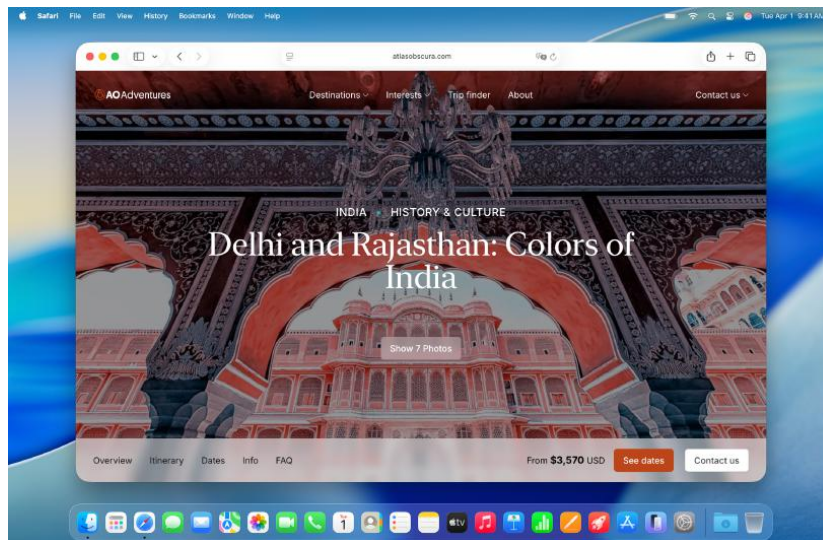 Safari File Edit View History Bookmarks Window Help Tue Apr 1 9:41 AM
atlasobscura.com
AO Adventures Destinations Interests Trip finder About Contact us
INDIA HISTORY & CULTURE
Delhi and Rajasthan: Colors of
India
Show 7 Photos
Overview Itinerary Dates Info FAQ From $3,570 USD See dates Contact us
1
tv